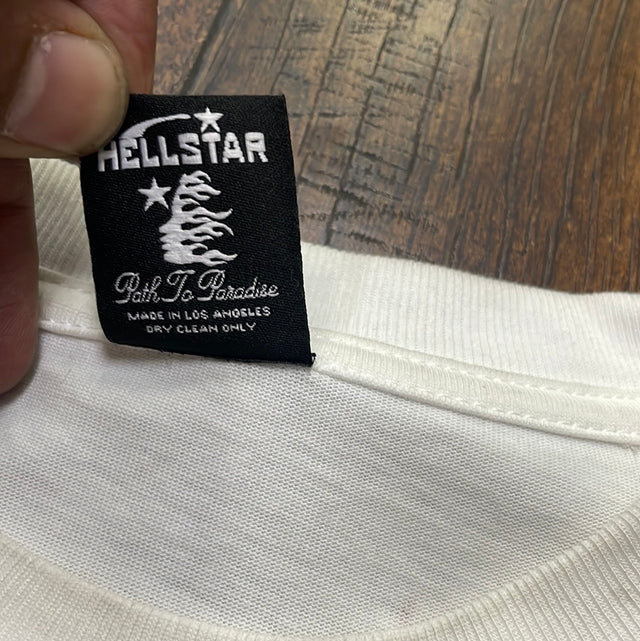 HELLSTAR
Path To Paradise
MADE IN LOS ANGELES
DRY CLEAN ONLY